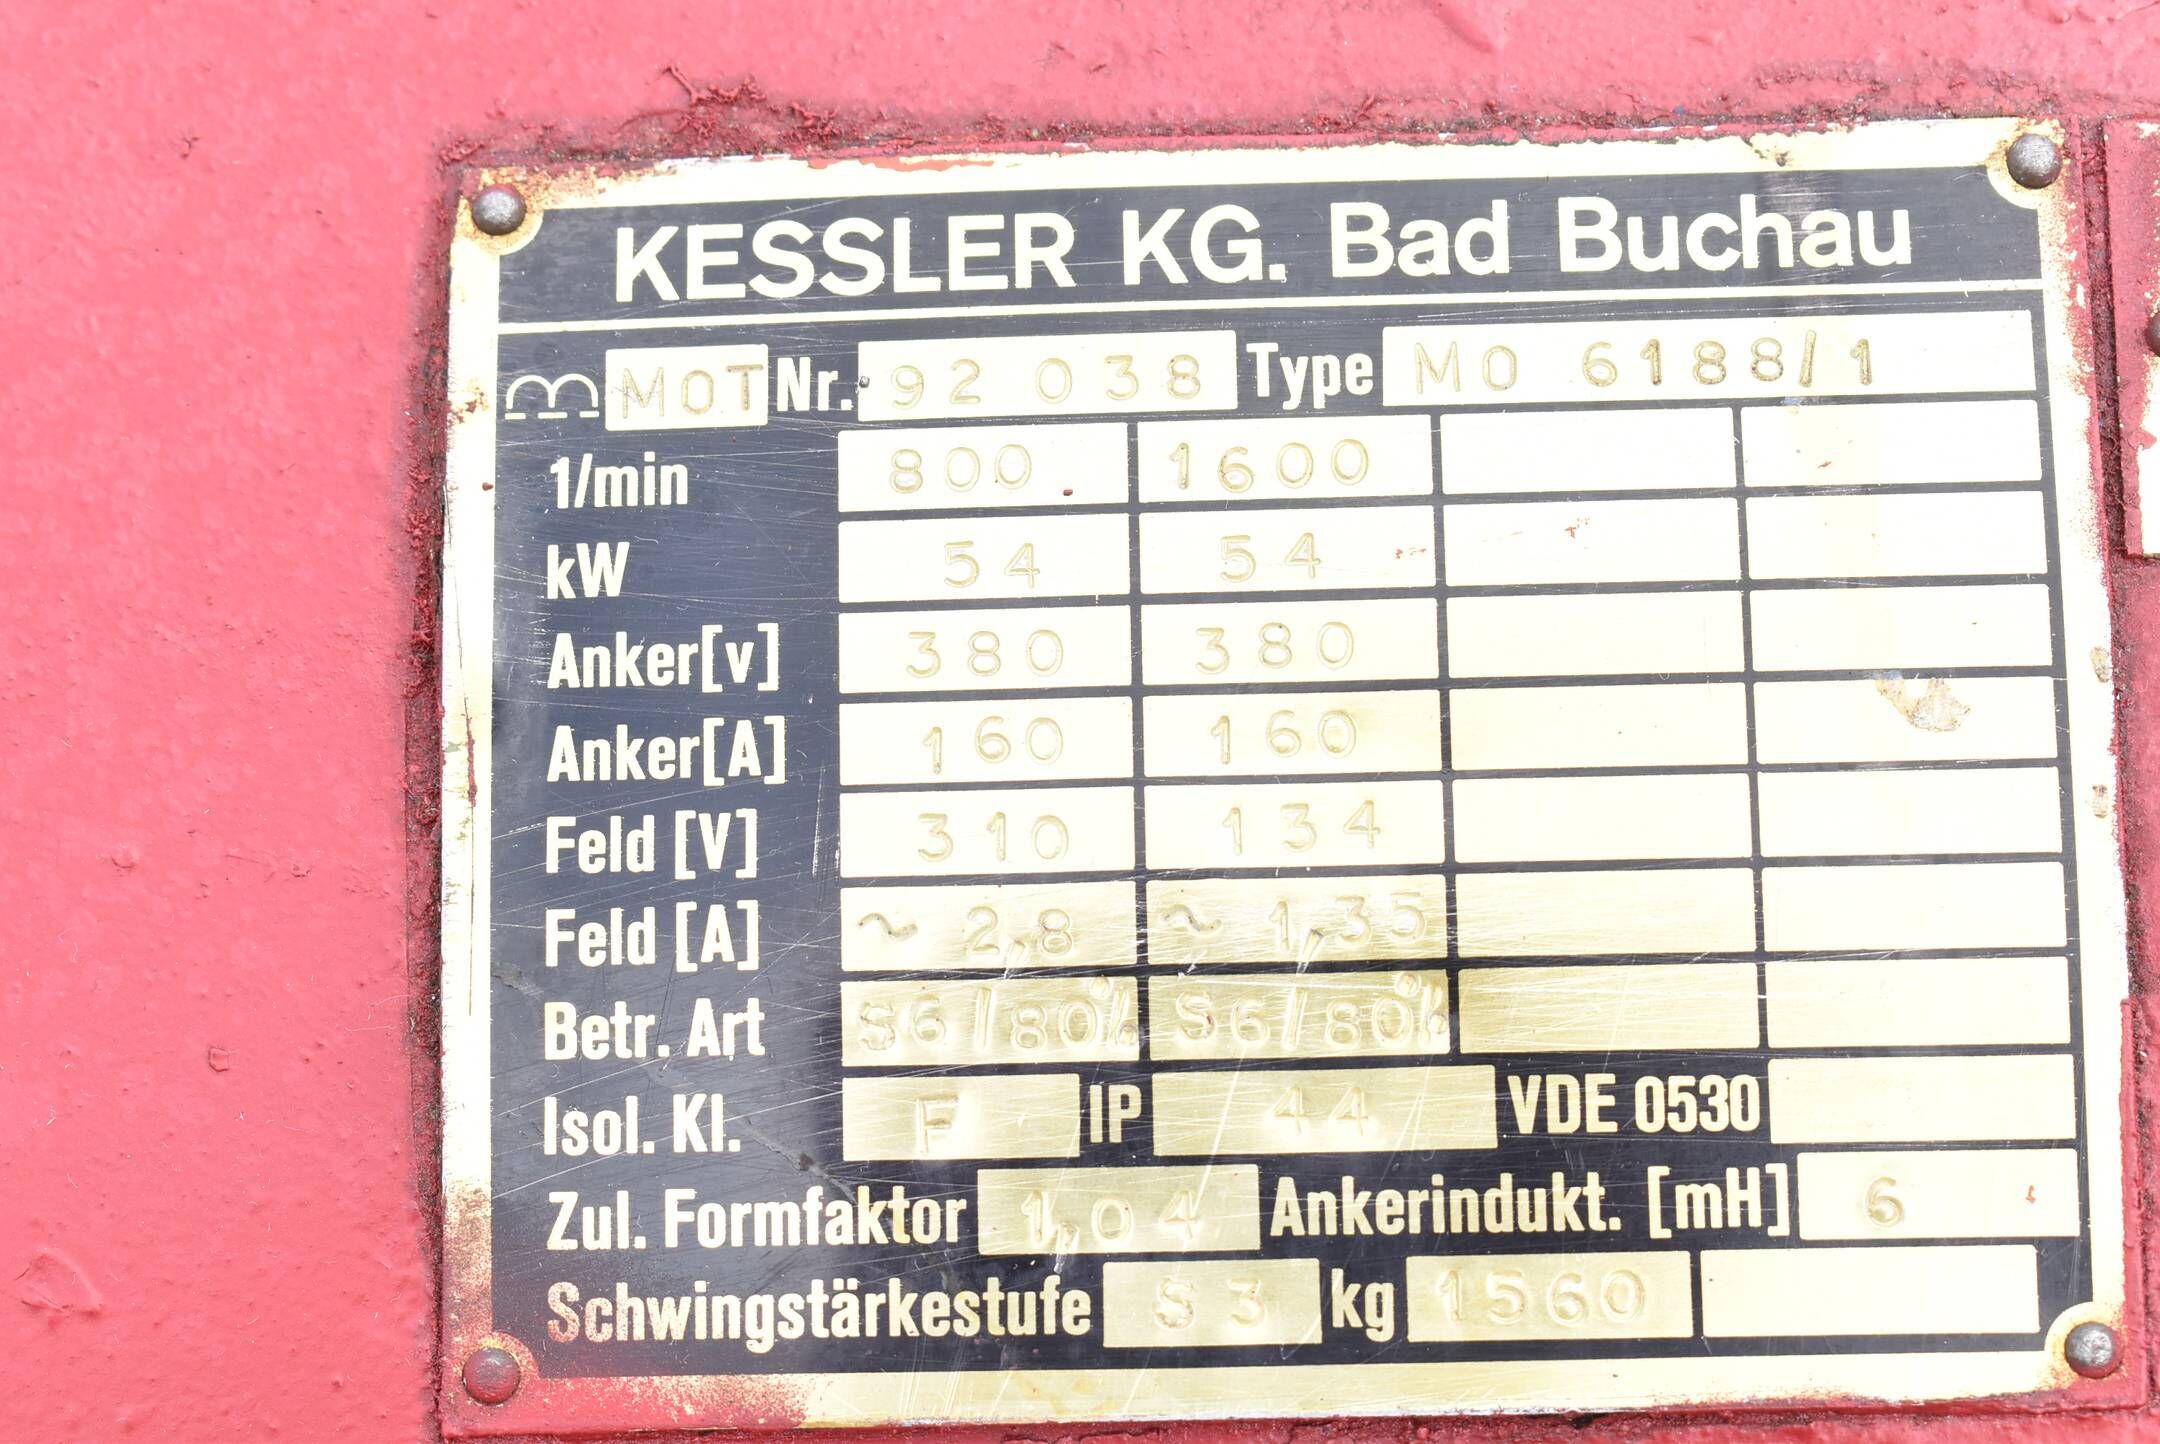 KESSLER KG. Bad Buchau
MOT Nr. 92 038 Type MO 6188/1
1/min 800 1600
kW 54 54
Anker[v] 380 380
Anker[A] 160 160
Feld [V] 310 134
Feld [A] ~ 2,8 ~ 1,35
Betr. Art S6/80% S6/80%
Isol. Kl. F IP 44 VDE 0530
Zul. Formfaktor 1,04 Ankerindukt. [mH] 6
Schwingstärkestufe S 3 kg 1560